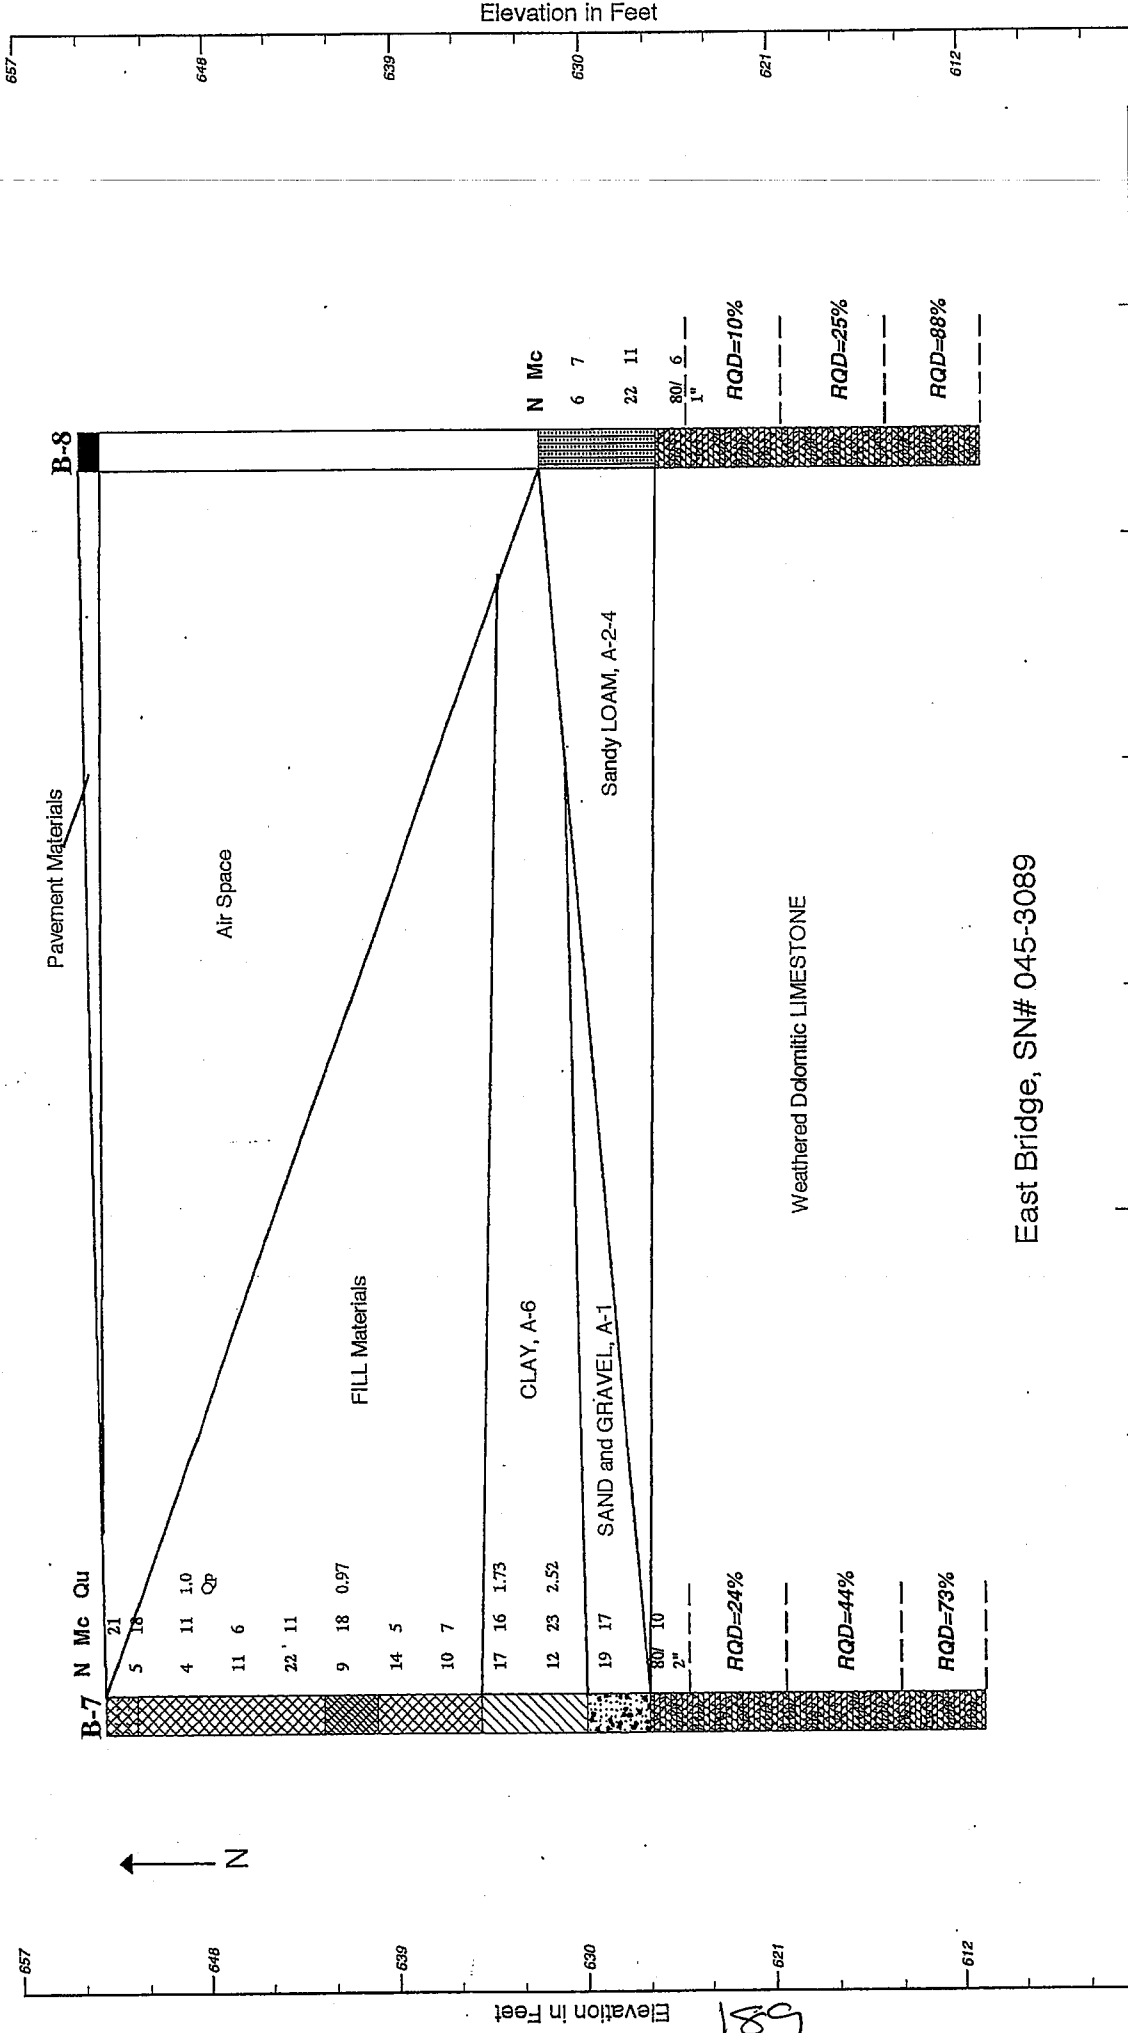 Elevation in Feet
657
648
639
630
621
612
B-8
N Mc
6 7
22 11
80/ 6
1"
RQD=10%
RQD=25%
RQD=88%
Pavement Materials
Air Space
FILL Materials
CLAY, A-6
SAND and GRAVEL, A-1
Sandy LOAM, A-2-4
Weathered Dolomitic LIMESTONE
East Bridge, SN# 045-3089
B-7
N Mc Qu
21
5 18
4 11 1.0
Qp
11 6
22 11
9 18 0.97
14 5
10 7
17 16 1.73
12 23 2.52
19 17
80/ 10
2"
RQD=24%
RQD=44%
RQD=73%
N
657
648
639
630
621
612
Elevation in Feet